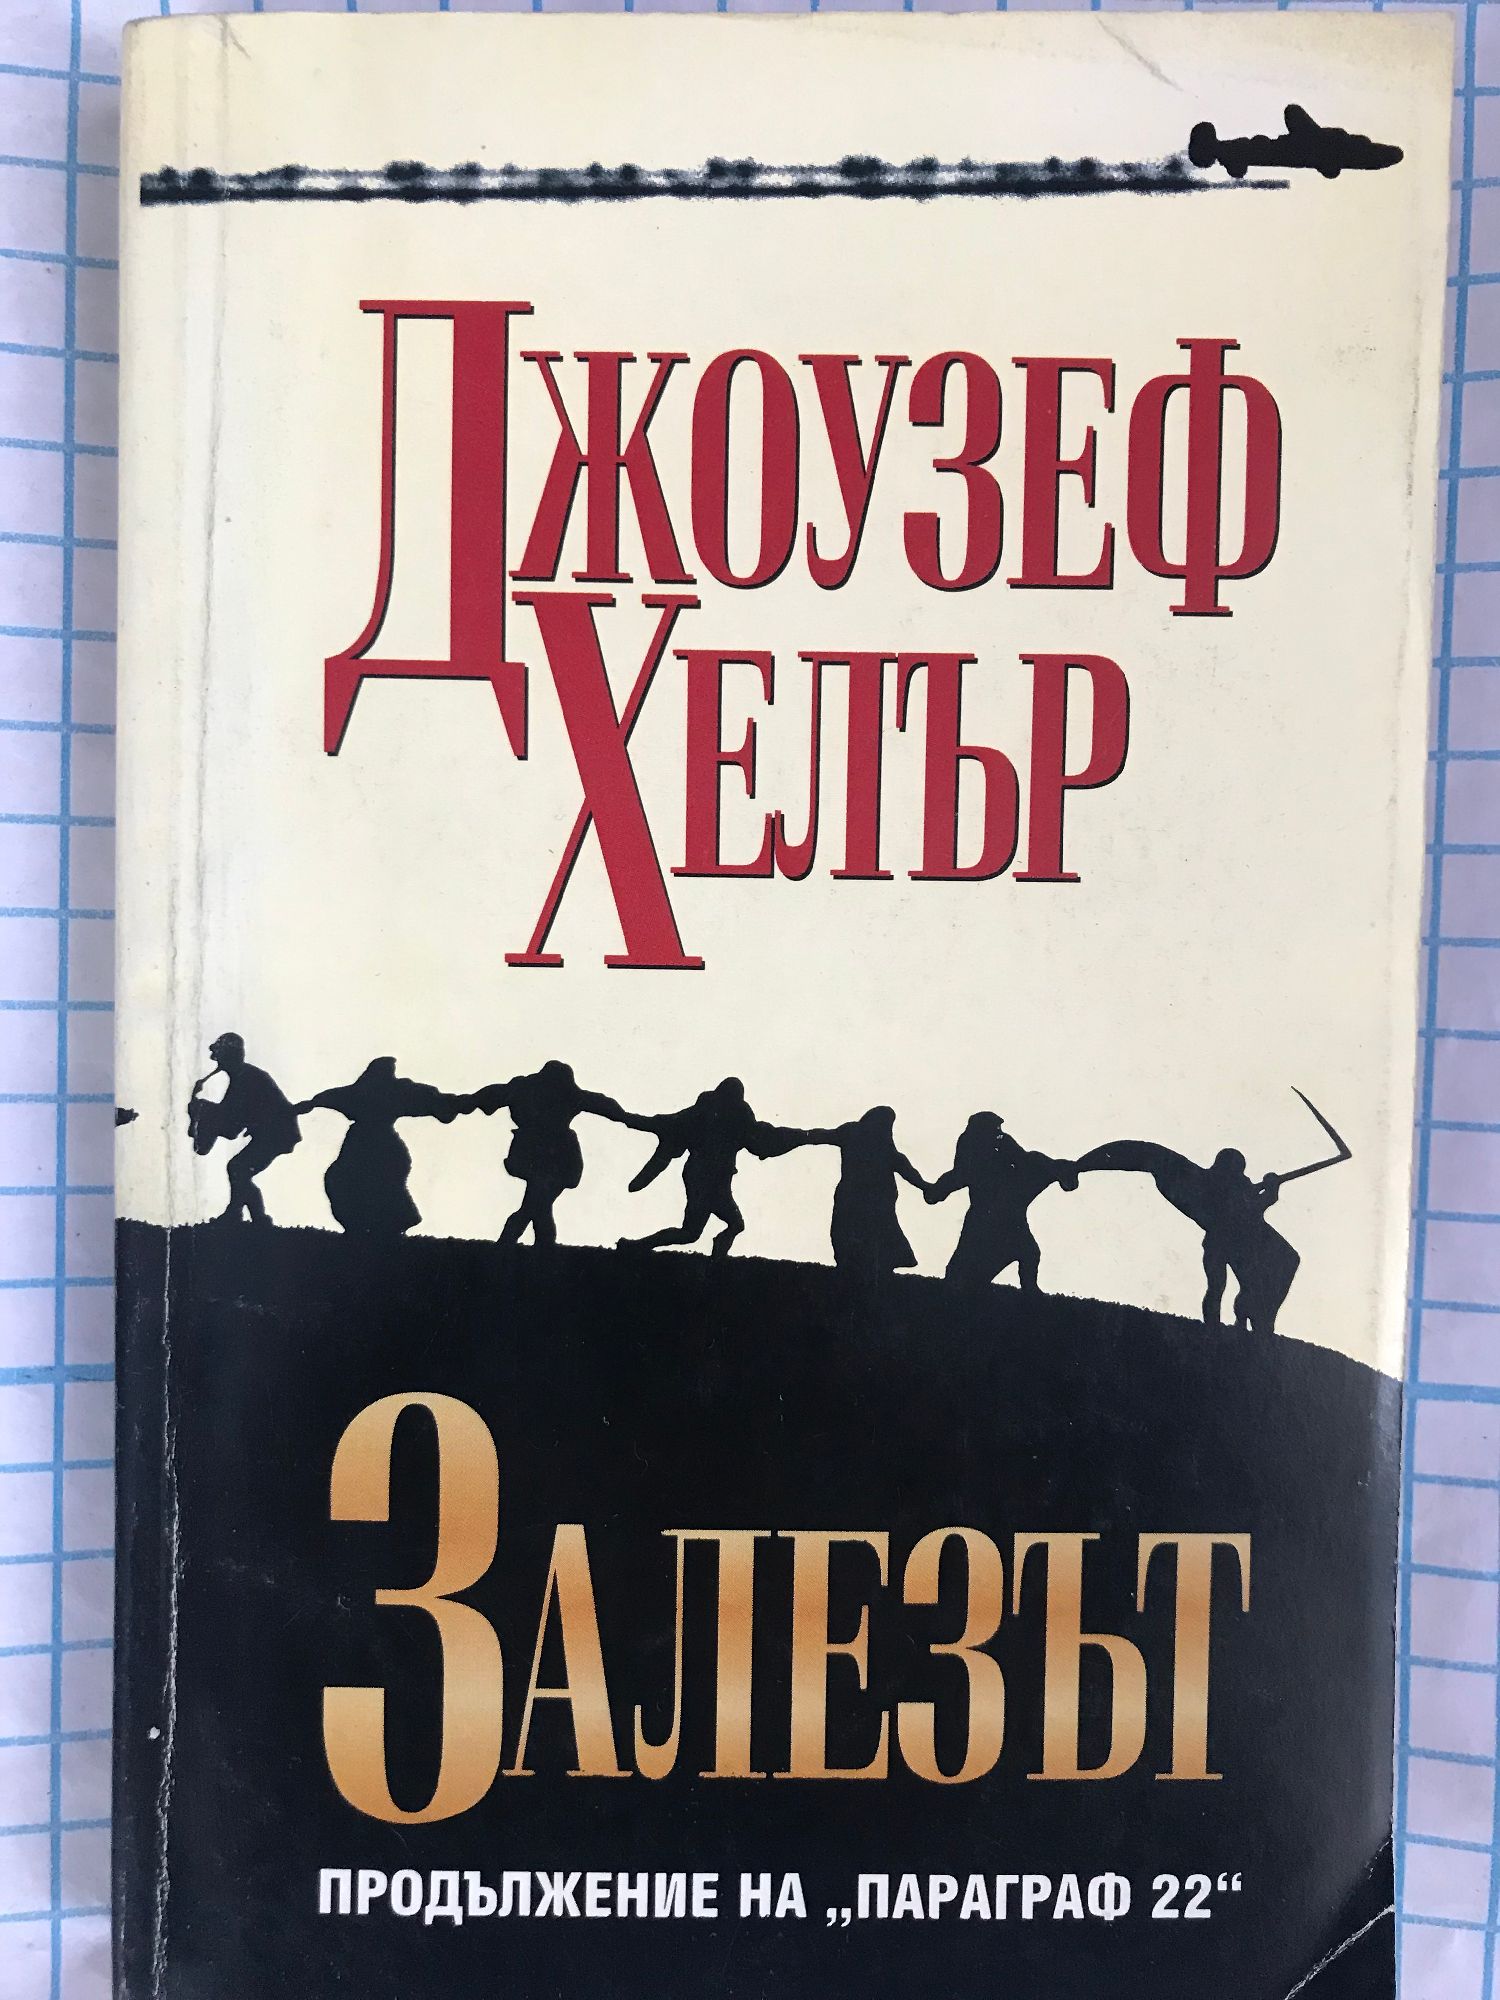 ДЖОУЗЕФ
ХЕЛЪР
ЗАЛЕЗЪТ
ПРОДЪЛЖЕНИЕ НА „ПАРАГРАФ 22“